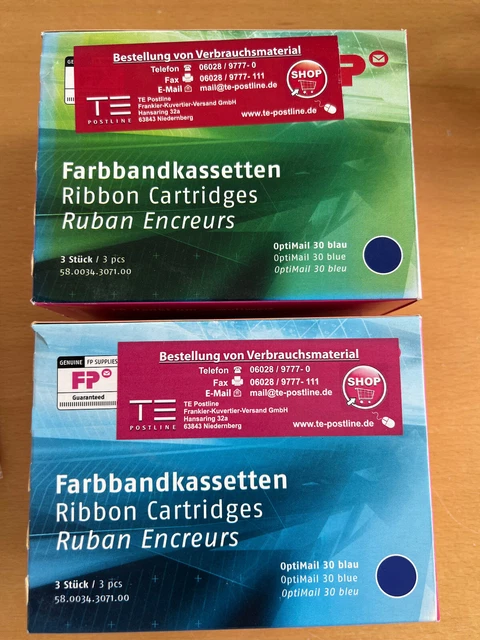 Bestellung von Verbrauchsmaterial
Telefon 06028 / 9777- 0
Fax 06028 / 9777- 111
E-Mail mail@te-postline.de
SHOP
TE
POSTLINE
TE Postline
Frankier-Kuvertier-Versand GmbH
Hansaring 32a
63843 Niedernberg
www.te-postline.de
FP
Farbbandkassetten
Ribbon Cartridges
Ruban Encreurs
3 Stück / 3 pcs
58.0034.3071.00
OptiMail 30 blau
OptiMail 30 blue
OptiMail 30 bleu
GENUINE FP SUPPLIES
FP
Guaranteed
Bestellung von Verbrauchsmaterial
Telefon 06028 / 9777- 0
Fax 06028 / 9777- 111
E-Mail mail@te-postline.de
SHOP
TE
POSTLINE
TE Postline
Frankier-Kuvertier-Versand GmbH
Hansaring 32a
63843 Niedernberg
www.te-postline.de
Farbbandkassetten
Ribbon Cartridges
Ruban Encreurs
3 Stück / 3 pcs
58.0034.3071.00
OptiMail 30 blau
OptiMail 30 blue
OptiMail 30 bleu